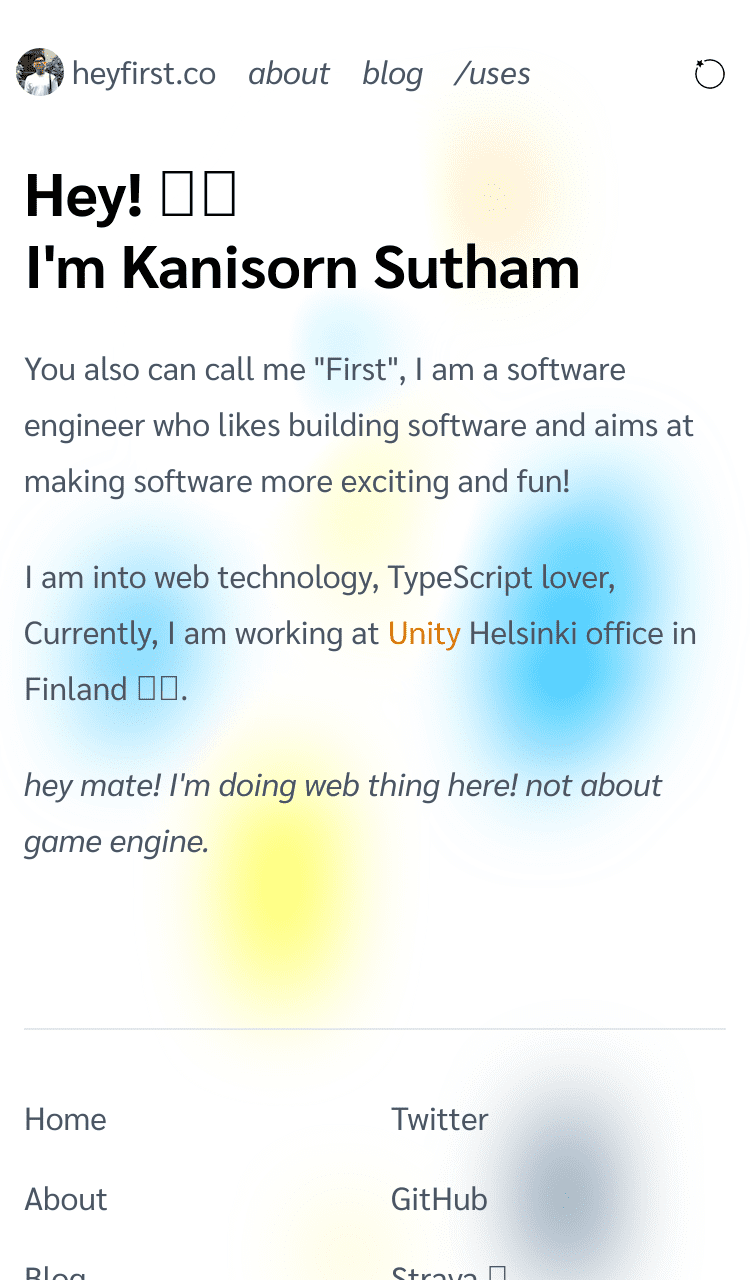 heyfirst.co about blog /uses
Hey!
I'm Kanisorn Sutham
You also can call me "First", I am a software
engineer who likes building software and aims at
making software more exciting and fun!
I am into web technology, TypeScript lover,
Currently, I am working at Unity Helsinki office in
Finland .
hey mate! I'm doing web thing here! not about
game engine.
Home
Twitter
About
GitHub
Blog
Strava